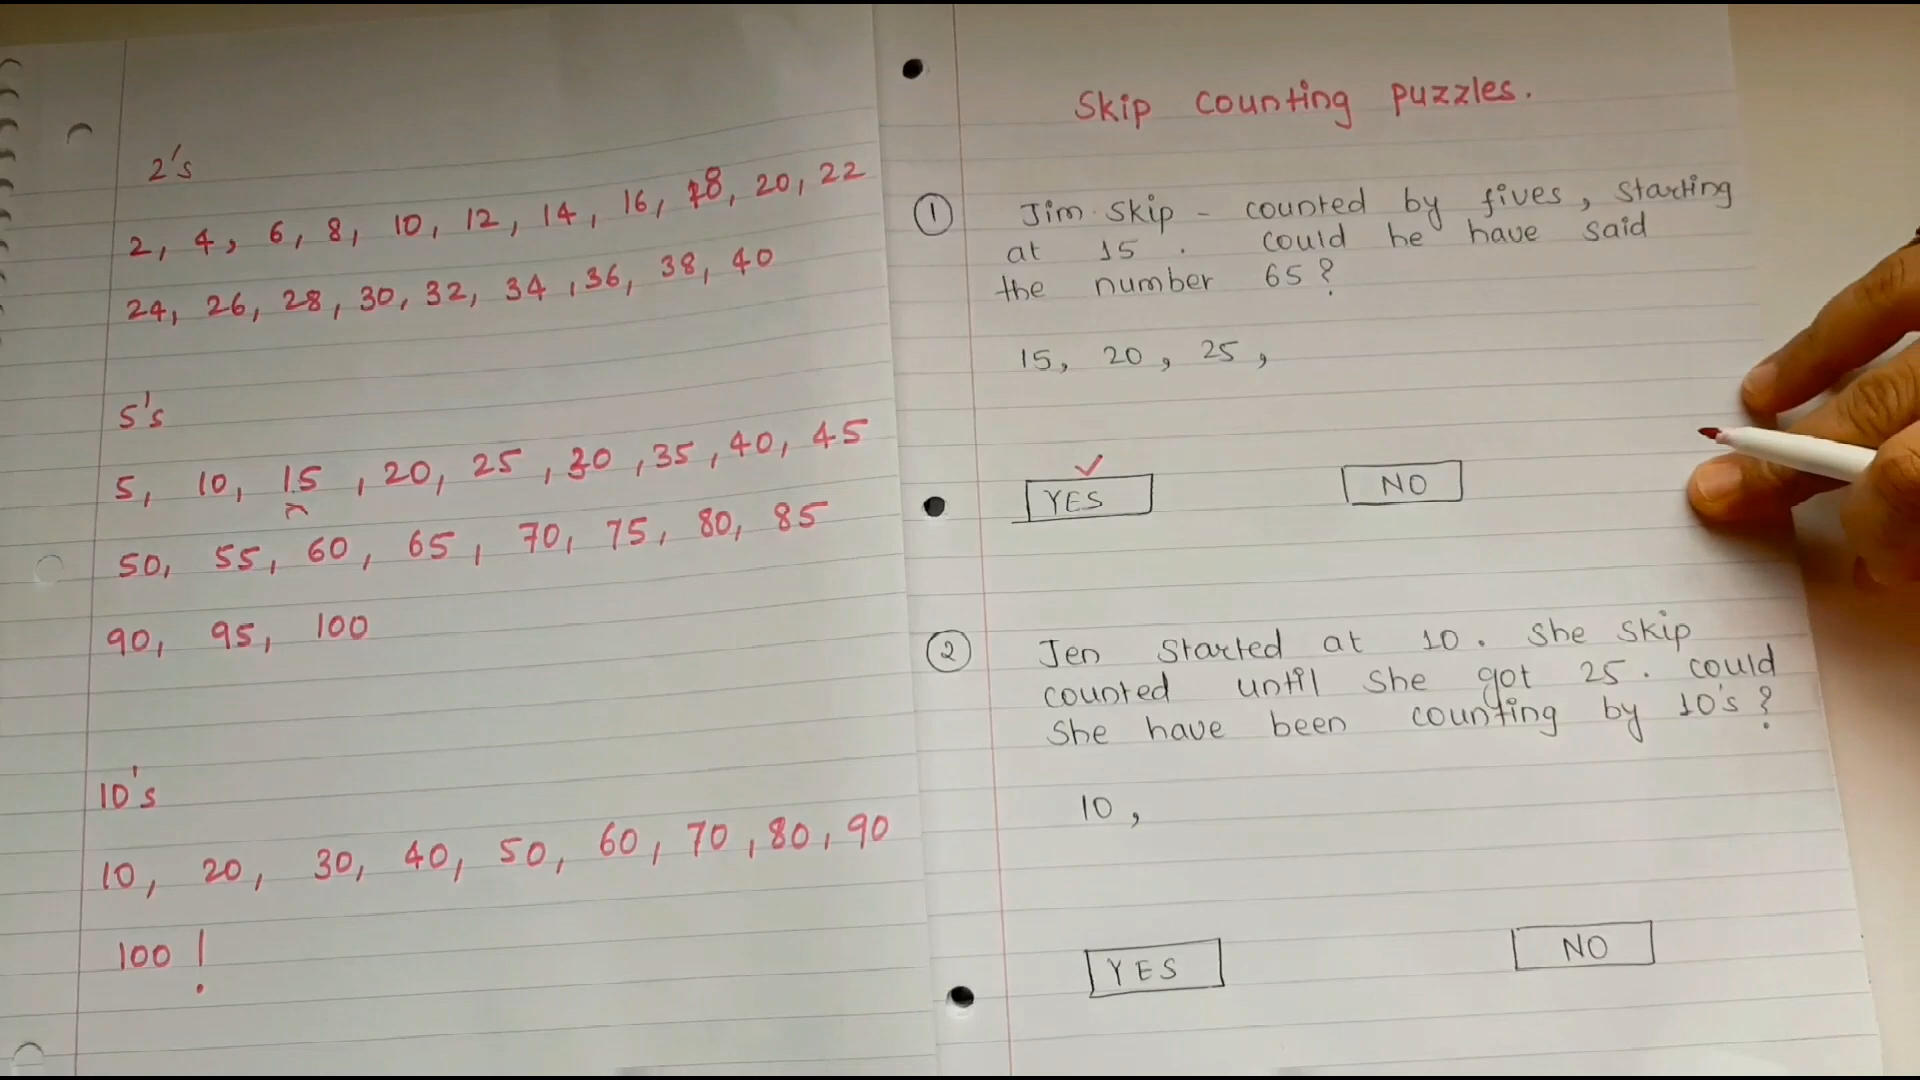 2's
2, 4, 6, 8, 10, 12, 14, 16, 18, 20, 22
24, 26, 28, 30, 32, 34, 36, 38, 40
5's
5, 10, 15, 20, 25, 30, 35, 40, 45
50, 55, 60, 65, 70, 75, 80, 85
90, 95, 100
10's
10, 20, 30, 40, 50, 60, 70, 80, 90
100 !
Skip counting puzzles.
1 Jim skip - counted by fives, starting
at 15. Could he have said
the number 65?
15, 20, 25,
YES NO
2 Jen started at 10. She skip
counted until she got 25. Could
She have been counting by 10's?
10,
YES NO